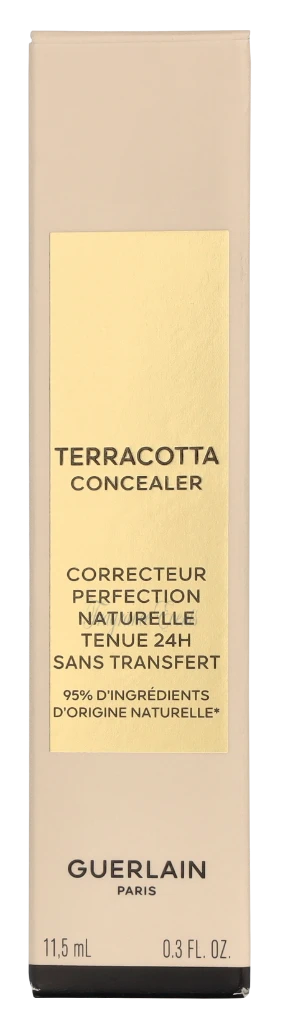 TERRACOTTA
CONCEALER
CORRECTEUR
PERFECTION
NATURELLE
TENUE 24H
SANS TRANSFERT
95% D'INGRÉDIENTS
D'ORIGINE NATURELLE*
GUERLAIN
PARIS
11,5 mL 0.3 FL. OZ.